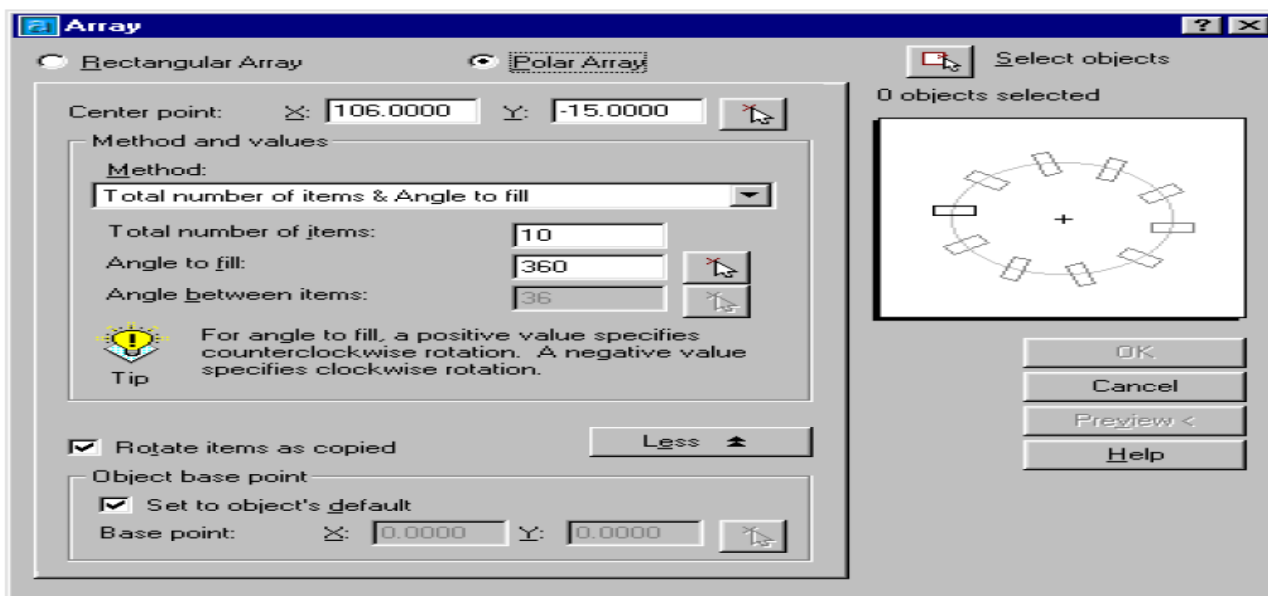 Array
Rectangular Array Polar Array Select objects
Center point: X: 106.0000 Y: -15.0000
0 objects selected
Method and values
Method:
Total number of items & Angle to fill
Total number of items: 10
Angle to fill: 360
Angle between items: 36
For angle to fill, a positive value specifies
counterclockwise rotation. A negative value
specifies clockwise rotation.
Tip
OK
Cancel
Preview <
Help
Rotate items as copied Less
Object base point
Set to object's default
Base point: X: 0.0000 Y: 0.0000